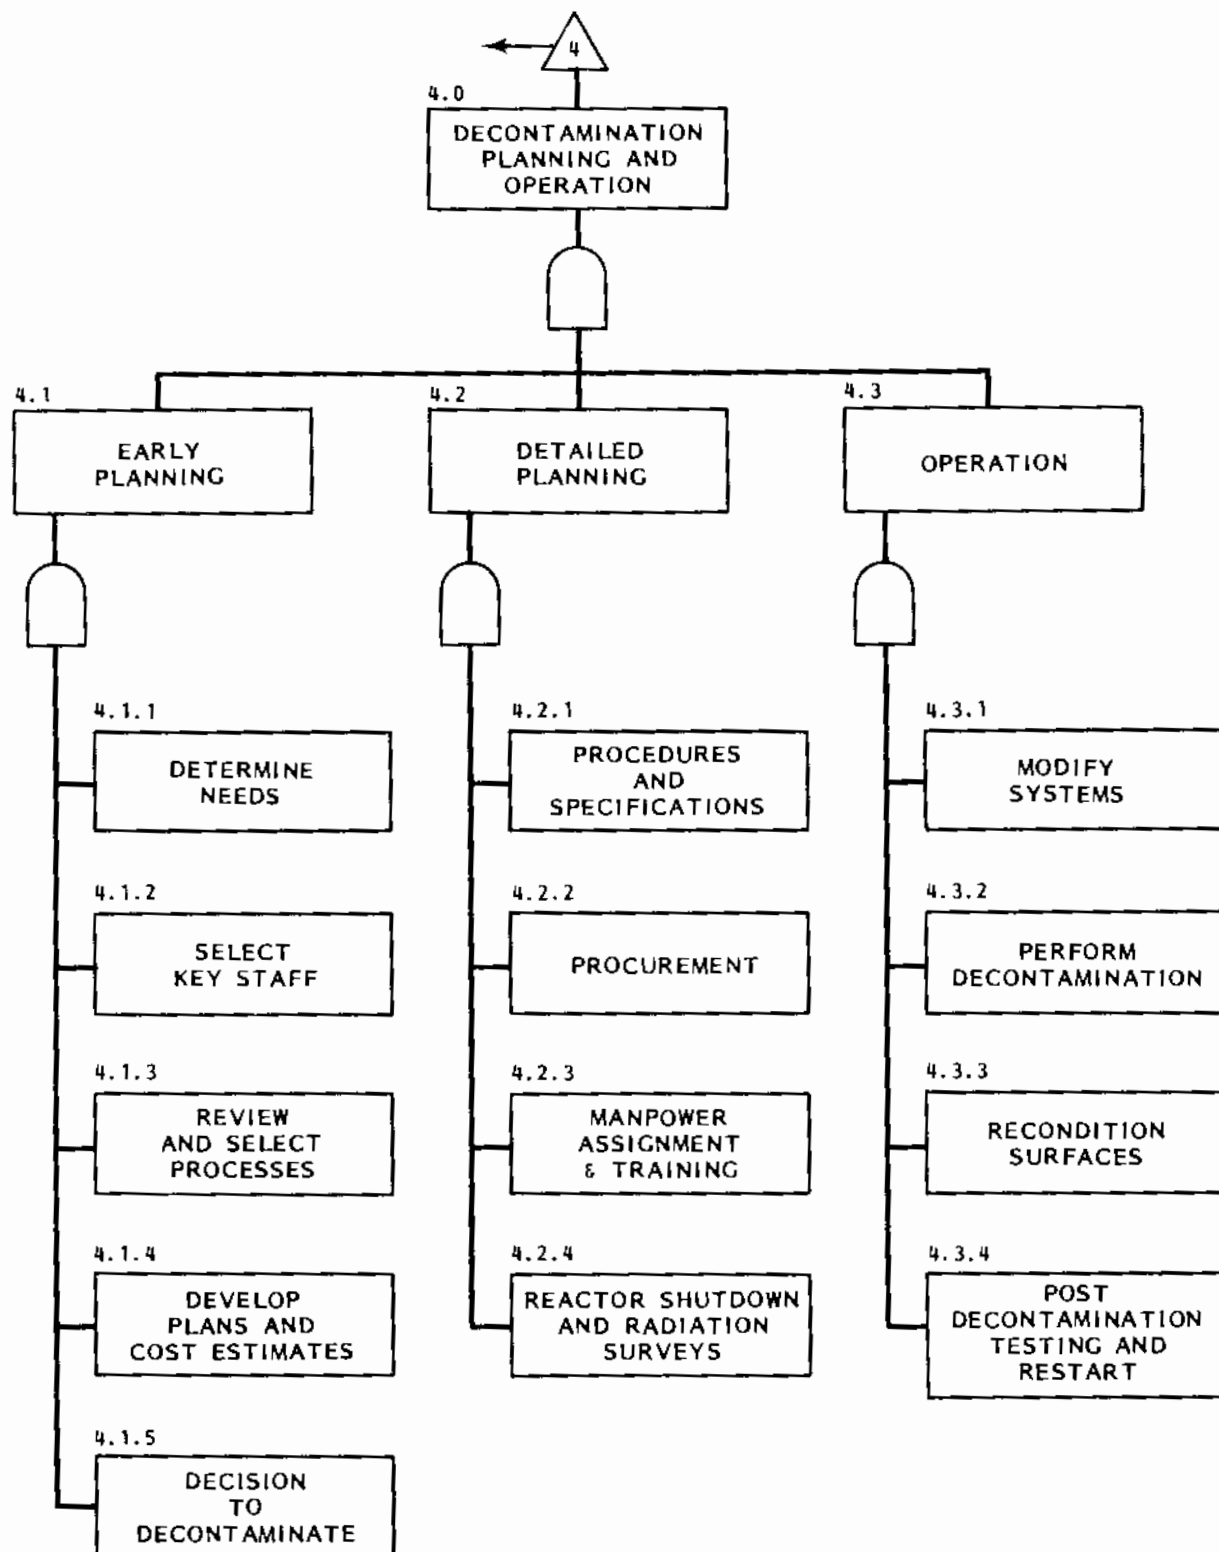 4
4.0
DECONTAMINATION
PLANNING AND
OPERATION
4.1
EARLY
PLANNING
4.2
DETAILED
PLANNING
4.3
OPERATION
4.1.1
DETERMINE
NEEDS
4.1.2
SELECT
KEY STAFF
4.1.3
REVIEW
AND SELECT
PROCESSES
4.1.4
DEVELOP
PLANS AND
COST ESTIMATES
4.1.5
DECISION
TO
DECONTAMINATE
4.2.1
PROCEDURES
AND
SPECIFICATIONS
4.2.2
PROCUREMENT
4.2.3
MANPOWER
ASSIGNMENT
& TRAINING
4.2.4
REACTOR SHUTDOWN
AND RADIATION
SURVEYS
4.3.1
MODIFY
SYSTEMS
4.3.2
PERFORM
DECONTAMINATION
4.3.3
RECONDITION
SURFACES
4.3.4
POST
DECONTAMINATION
TESTING AND
RESTART